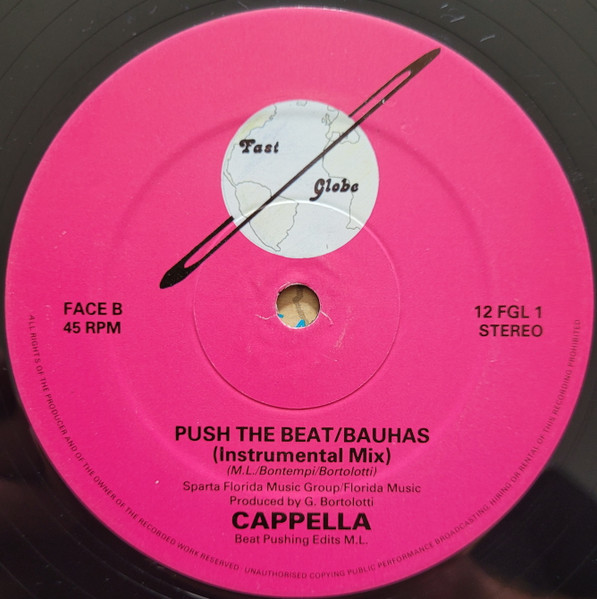 Fast
Globe
FACE B
45 RPM
12 FGL 1
STEREO
PUSH THE BEAT/BAUHAS
(Instrumental Mix)
(M.L./Bontempi/Bortolotti)
Sparta Florida Music Group/Florida Music
Produced by G. Bortolotti
CAPPELLA
Beat Pushing Edits M.L.
ALL RIGHTS OF THE PRODUCER AND OF THE OWNER OF THE RECORDED WORK RESERVED · UNAUTHORISED COPYING PUBLIC PERFORMANCE BROADCASTING HIRING OR RENTAL OF THIS RECORDING PROHIBITED